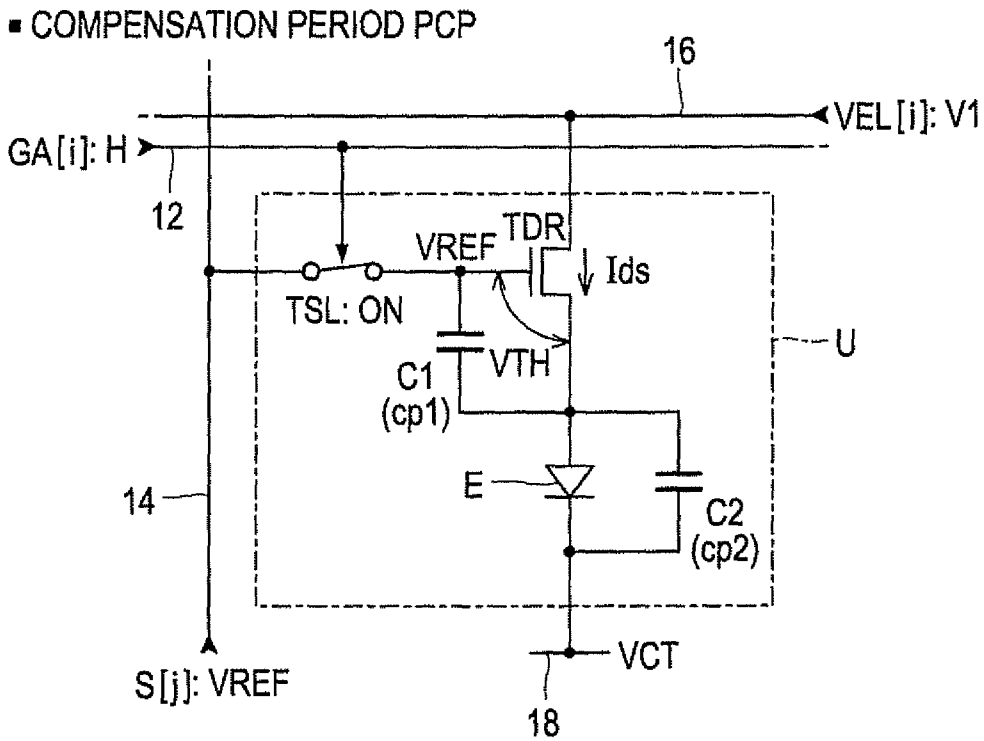 ▪ COMPENSATION PERIOD PCP
16
VEL[i]: V1
GA[i]: H
12
VREF
TDR
Ids
TSL: ON
VTH
U
C1
(cp1)
14
E
C2
(cp2)
VCT
S[j]: VREF
18